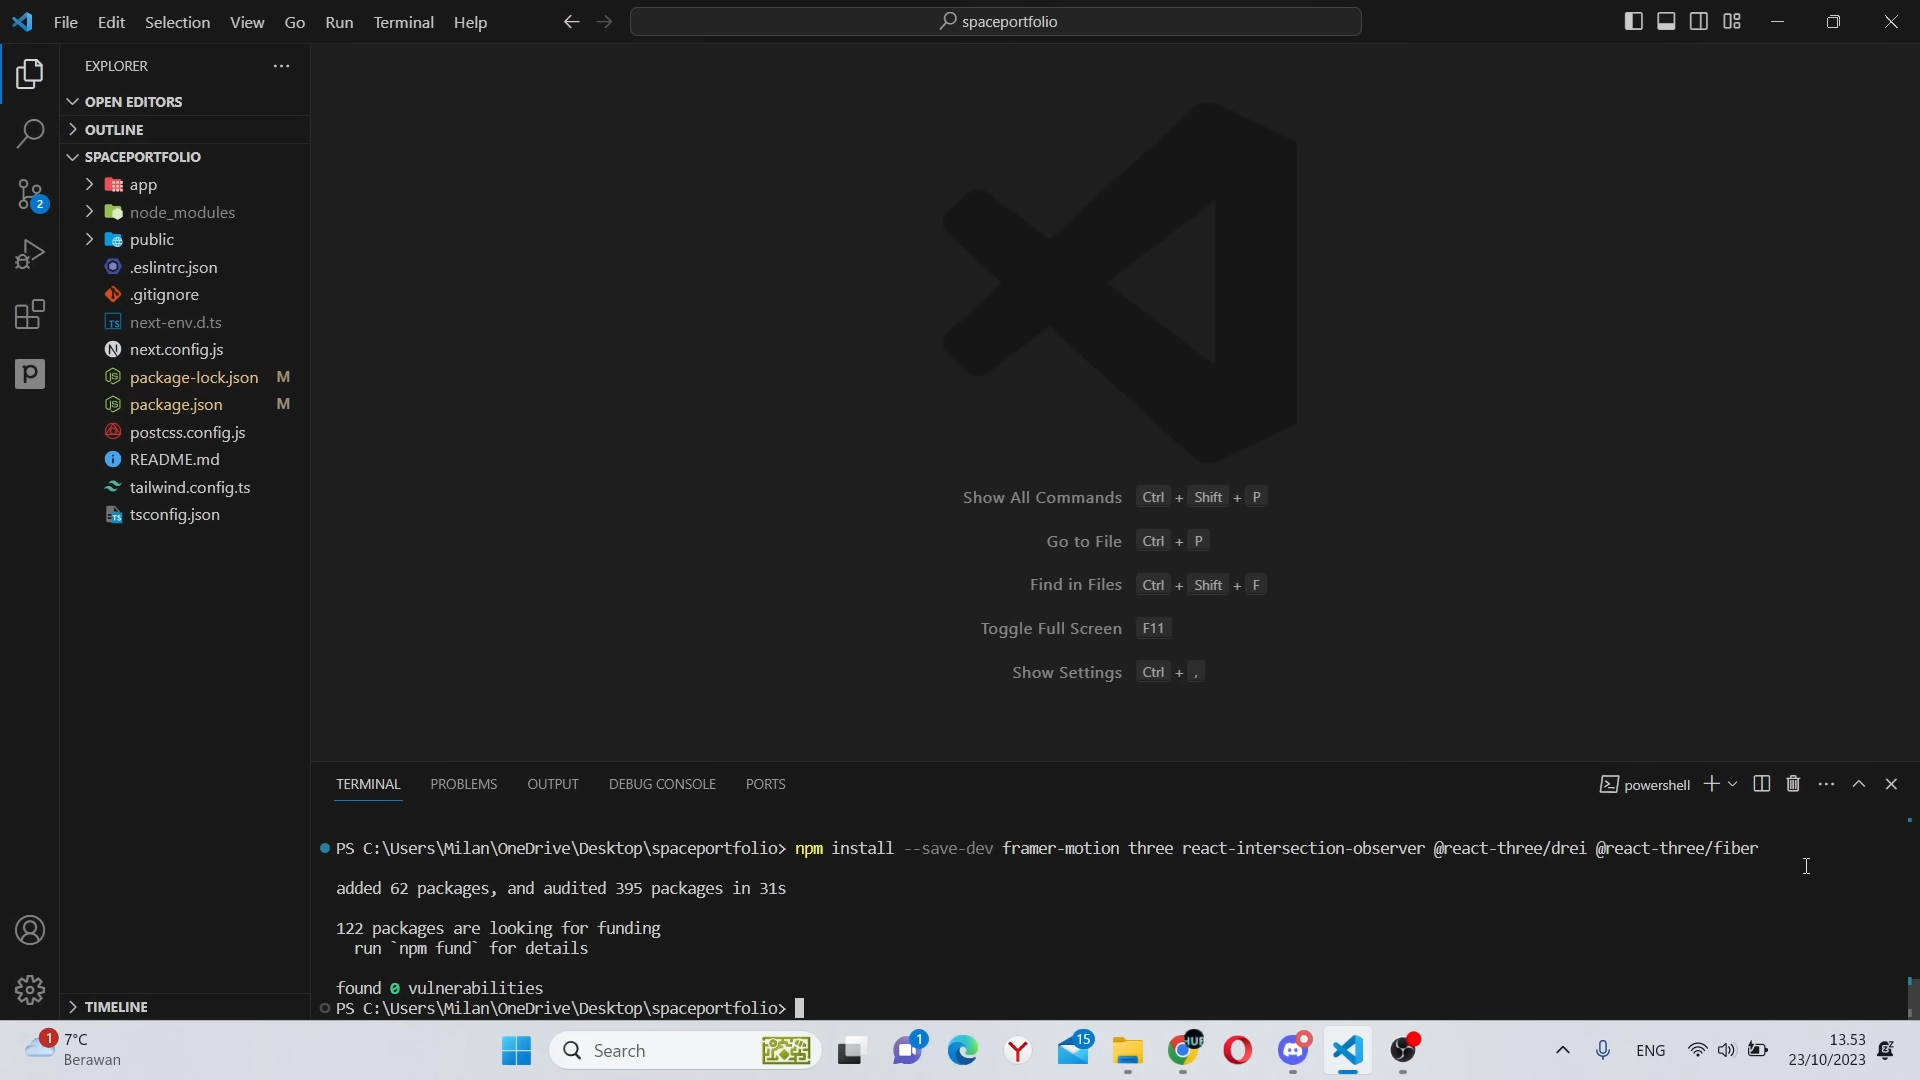 File Edit Selection View Go Run Terminal Help
spaceportfolio
EXPLORER
OPEN EDITORS
OUTLINE
SPACEPORTFOLIO
app
node_modules
public
.eslintrc.json
.gitignore
next-env.d.ts
next.config.js
package-lock.json M
package.json M
postcss.config.js
README.md
tailwind.config.ts
tsconfig.json
TIMELINE
2
Show All Commands Ctrl + Shift + P
Go to File Ctrl + P
Find in Files Ctrl + Shift + F
Toggle Full Screen F11
Show Settings Ctrl + ,
TERMINAL PROBLEMS OUTPUT DEBUG CONSOLE PORTS
powershell
PS C:\Users\Milan\OneDrive\Desktop\spaceportfolio> npm install --save-dev framer-motion three react-intersection-observer @react-three/drei @react-three/fiber
added 62 packages, and audited 395 packages in 31s
122 packages are looking for funding
run `npm fund` for details
found 0 vulnerabilities
PS C:\Users\Milan\OneDrive\Desktop\spaceportfolio>
1
7°C
Berawan
Search
1
15
HUB
ENG
13.53
23/10/2023